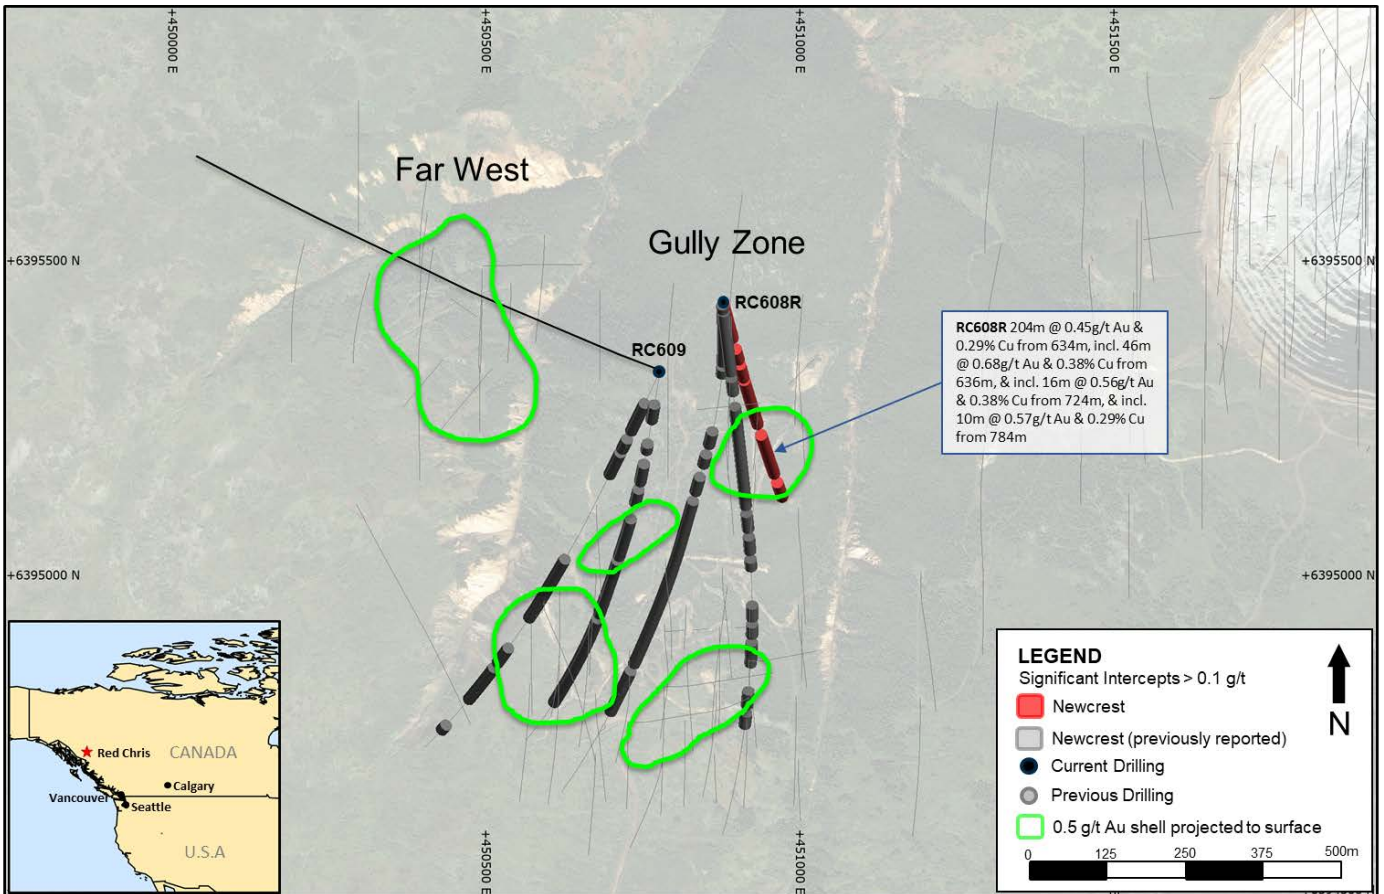 +450000 E
+450500 E
+451000 E
+451500 E
Far West
Gully Zone
+6395500 N
+6395500 N
RC608R
RC609
RC608R 204m @ 0.45g/t Au &
0.29% Cu from 634m, incl. 46m
@ 0.68g/t Au & 0.38% Cu from
636m, & incl. 16m @ 0.56g/t Au
& 0.38% Cu from 724m, & incl.
10m @ 0.57g/t Au & 0.29% Cu
from 784m
+6395000 N
+6395000 N
Red Chris
CANADA
Calgary
Vancouver
Seattle
U.S.A
+450500 E
+451000 E
LEGEND
Significant Intercepts > 0.1 g/t
Newcrest
Newcrest (previously reported)
Current Drilling
Previous Drilling
0.5 g/t Au shell projected to surface
N
0 125 250 375 500m